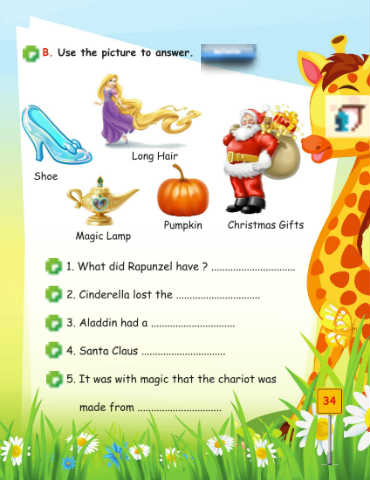 B. Use the picture to answer.
Long Hair
Shoe
Pumpkin
Christmas Gifts
Magic Lamp
1. What did Rapunzel have ? ..............................
2. Cinderella lost the ..............................
3. Aladdin had a ..............................
4. Santa Claus ..............................
5. It was with magic that the chariot was
made from ..............................
34